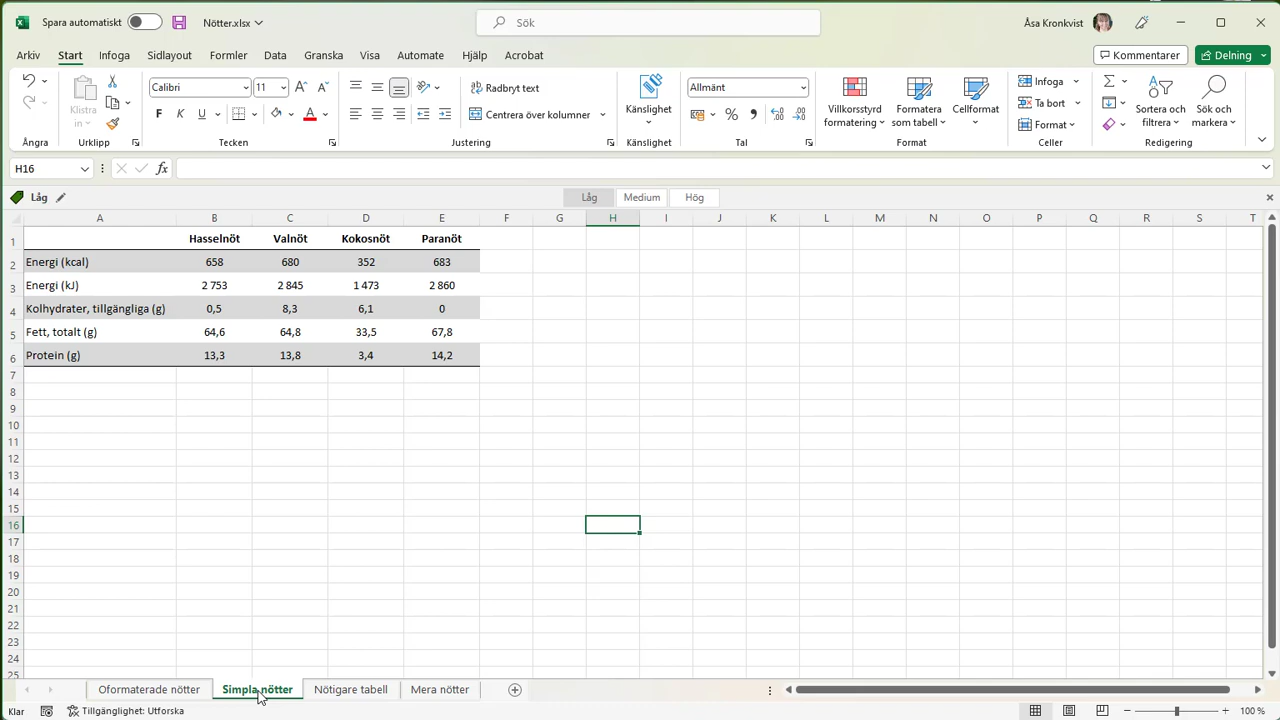 Spara automatiskt Nötter.xlsx Sök Åsa Kronkvist
Arkiv Start Infoga Sidlayout Formler Data Granska Visa Automate Hjälp Acrobat Kommentarer Delning
Klistra in
Calibri 11
F K U
Radbryt text
Centrera över kolumner
Känslighet
Allmänt
%
Villkorsstyrd formatering
Formatera som tabell
Cellformat
Infoga
Ta bort
Format
Sortera och filtrera
Sök och markera
Ångra Urklipp Tecken Justering Känslighet Tal Format Celler Redigering
H16 fx
Låg Låg Medium Hög
A B C D E F G H I J K L M N O P Q R S T
1 Hasselnöt Valnöt Kokosnöt Paranöt
2 Energi (kcal) 658 680 352 683
3 Energi (kJ) 2 753 2 845 1 473 2 860
4 Kolhydrater, tillgängliga (g) 0,5 8,3 6,1 0
5 Fett, totalt (g) 64,6 64,8 33,5 67,8
6 Protein (g) 13,3 13,8 3,4 14,2
7
8
9
10
11
12
13
14
15
16
17
18
19
20
21
22
23
24
25
Oformaterade nötter Simpla nötter Nötigare tabell Mera nötter
Klar Tillgänglighet: Utforska 100 %